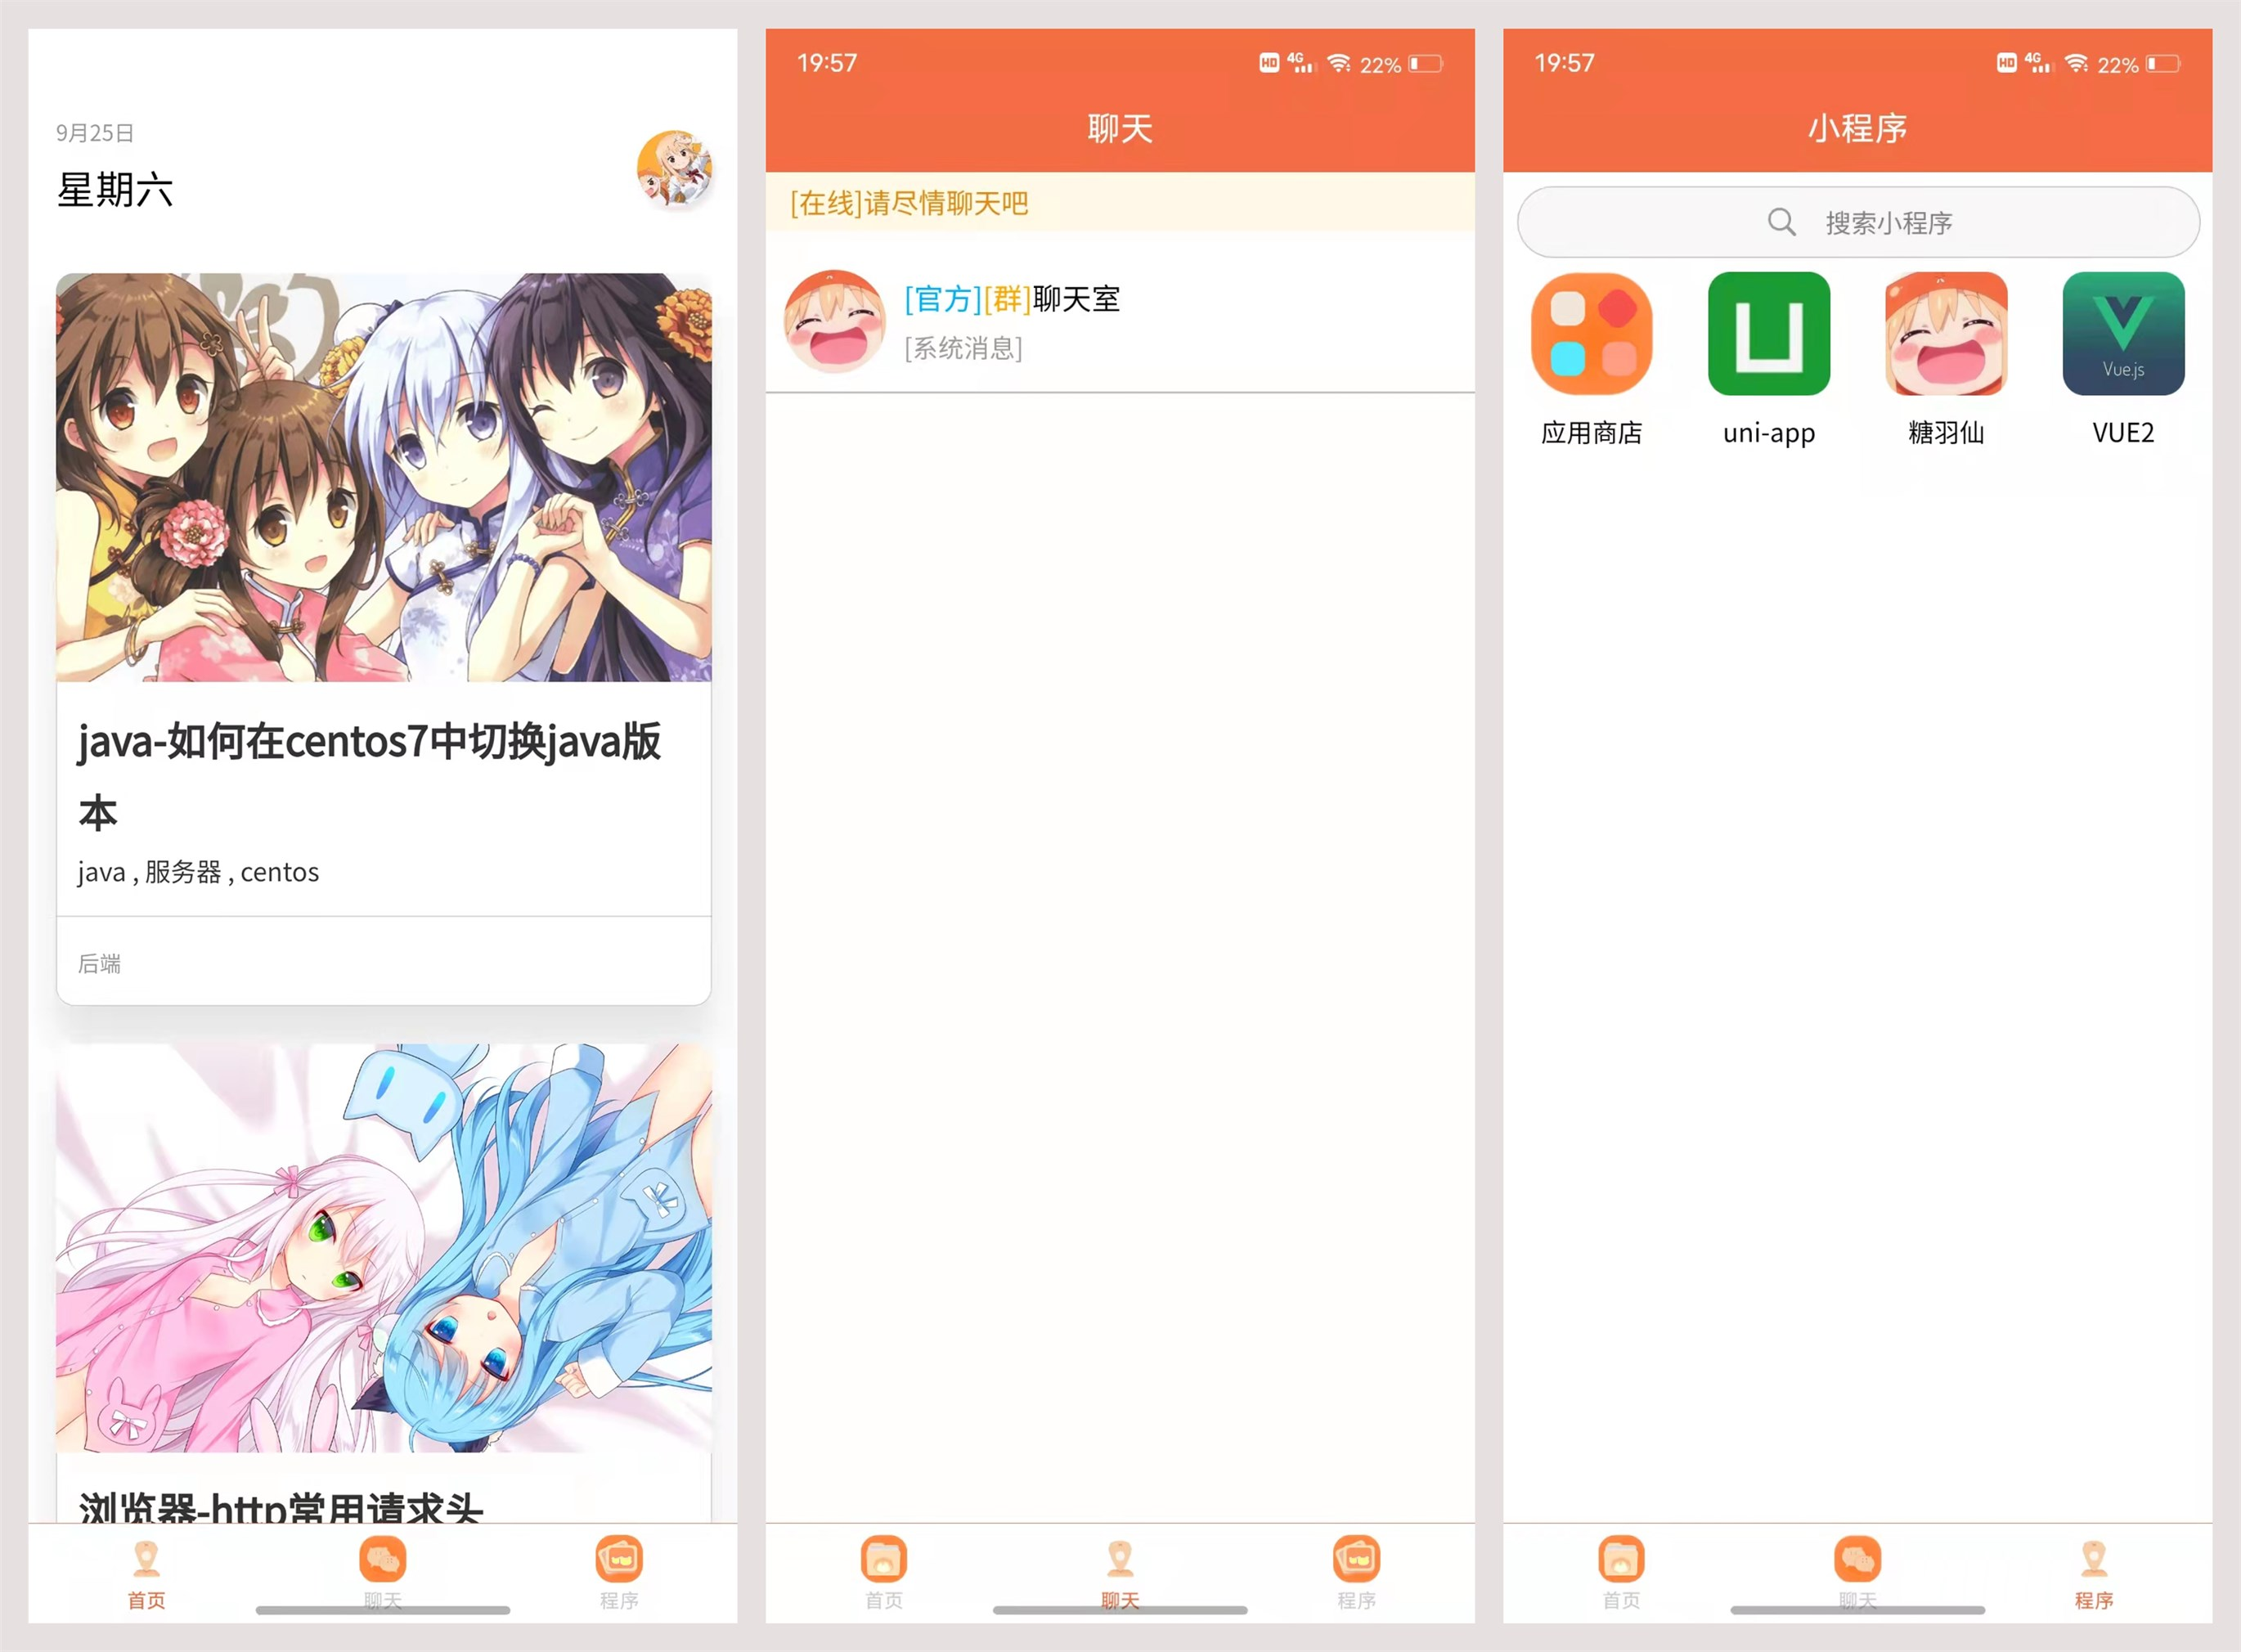 9月25日
星期六
java-如何在centos7中切换java版
本
java , 服务器 , centos
后端
浏览器-http常用请求头
首页
聊天
程序
19:57
HD 4G 22%
聊天
[在线]请尽情聊天吧
[官方][群]聊天室
[系统消息]
首页
聊天
程序
19:57
HD 4G 22%
小程序
搜索小程序
Vue.js
应用商店 uni-app 糖羽仙 VUE2
首页
聊天
程序